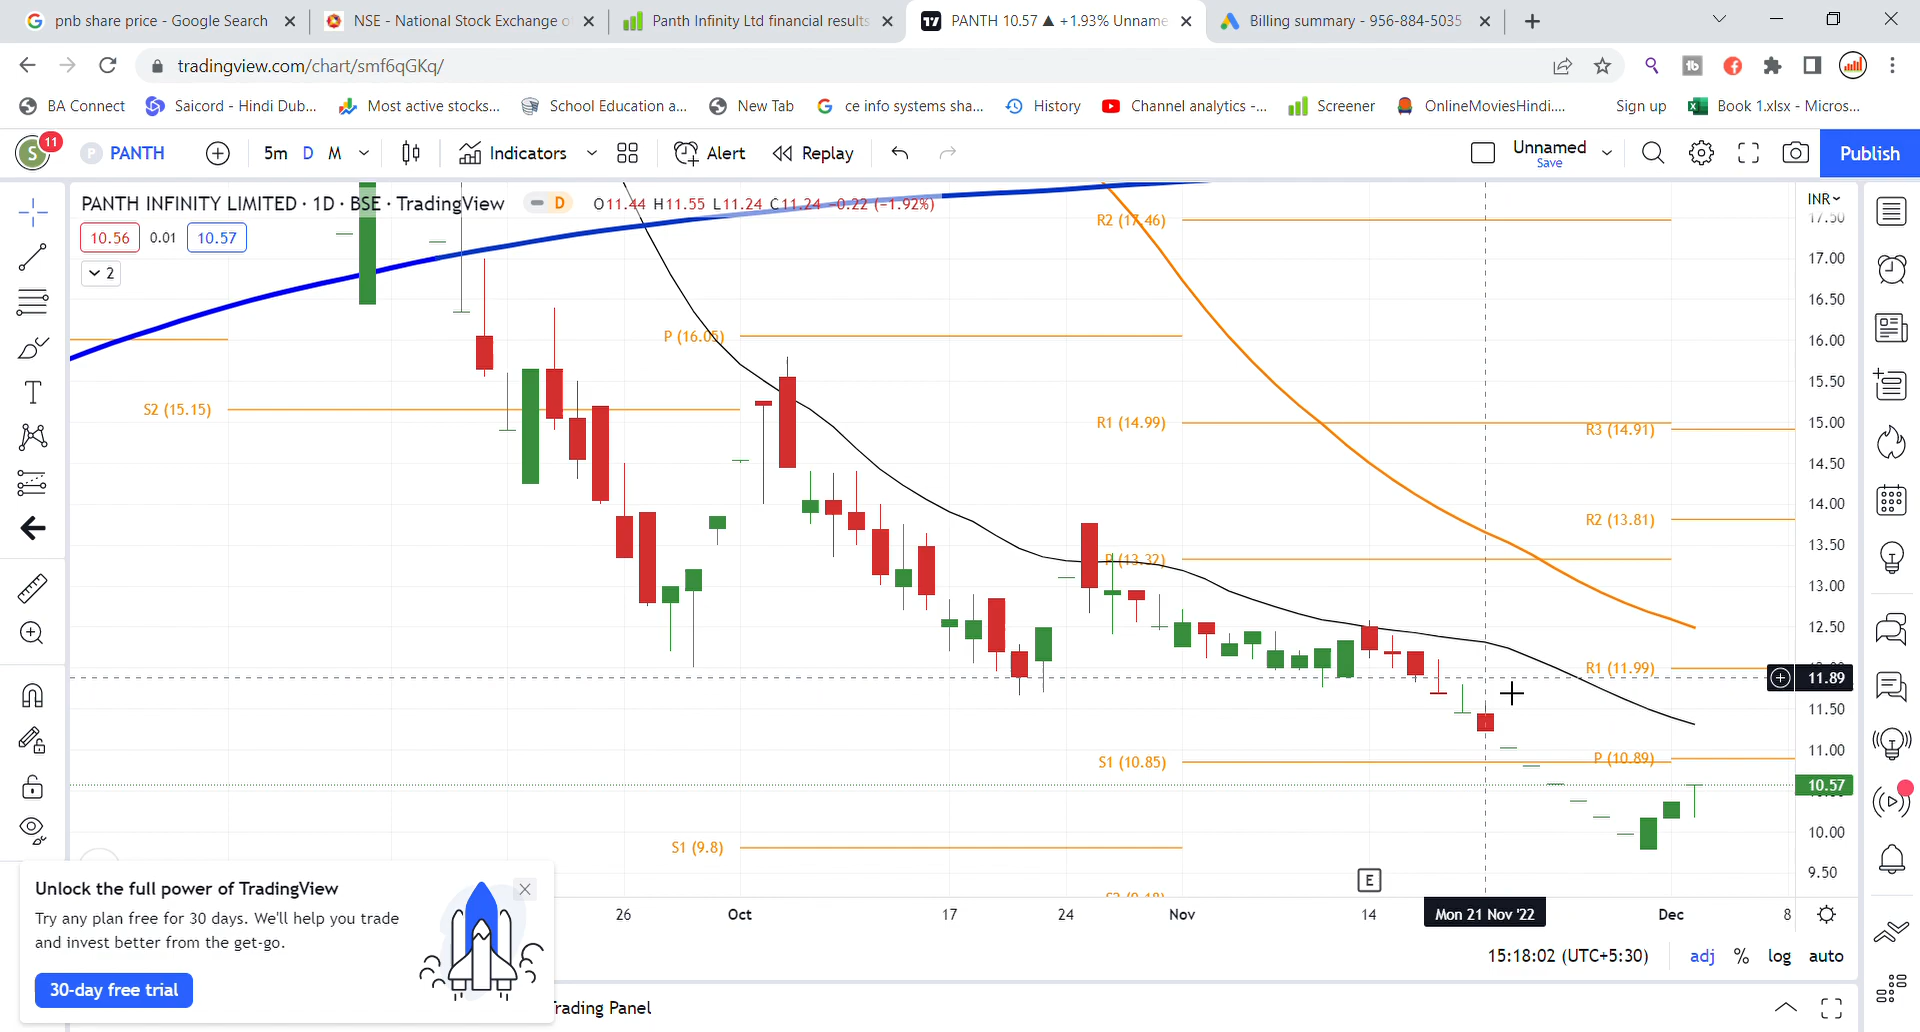 pnb share price - Google Search
NSE - National Stock Exchange o
Panth Infinity Ltd financial results
PANTH 10.57 ▲ +1.93% Unname
Billing summary - 956-884-5035
tradingview.com/chart/smf6qGKq/
BA Connect
Saicord - Hindi Dub...
Most active stocks...
School Education a...
New Tab
ce info systems sha...
History
Channel analytics -...
Screener
OnlineMoviesHindi....
Sign up
Book 1.xlsx - Micros...
S 11
P PANTH
5m D M
Indicators
Alert
Replay
Unnamed
Save
Publish
PANTH INFINITY LIMITED · 1D · BSE · TradingView
D
O11.44 H11.55 L11.24 C11.24 −0.22 (−1.92%)
INR
10.56 0.01 10.57
2
R2 (17.46)
17.50
17.00
16.50
P (16.05)
16.00
15.50
S2 (15.15)
R1 (14.99)
15.00
R3 (14.91)
14.50
14.00
R2 (13.81)
13.50
P (13.32)
13.00
12.50
R1 (11.99)
11.89
11.50
11.00
S1 (10.85)
P (10.89)
10.57
10.00
S1 (9.8)
9.50
E
26
Oct
17
24
Nov
14
Mon 21 Nov '22
Dec
8
Unlock the full power of TradingView
Try any plan free for 30 days. We'll help you trade
and invest better from the get-go.
30-day free trial
15:18:02 (UTC+5:30)
adj % log auto
Trading Panel